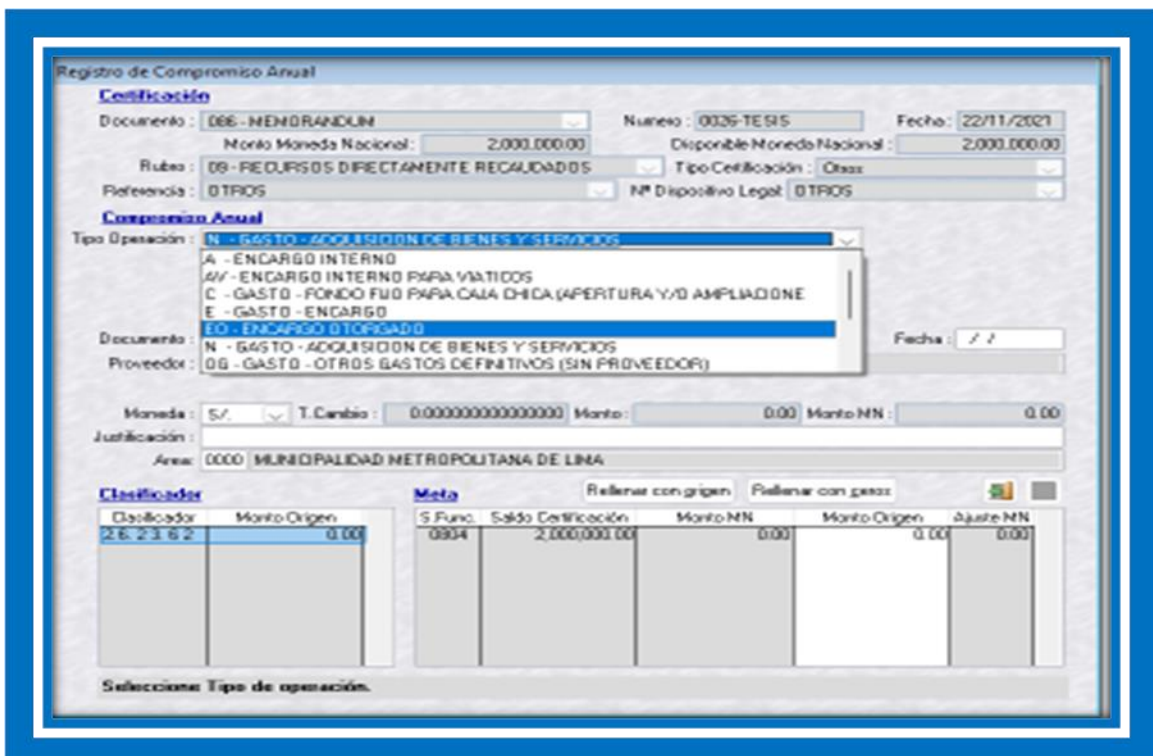 Registro de Compromiso Anual
Certificación
Documento : 086 - MEMORANDUM Numero : 0026-TESIS Fecha : 22/11/2021
Monto Moneda Nacional : 2,000,000.00 Disponible Moneda Nacional : 2,000,000.00
Rubro : 09 - RECURSOS DIRECTAMENTE RECAUDADOS Tipo Certificación : Otros
Referencia : OTROS Nª Dispositivo Legal OTROS
Compromiso Anual
Tipo Operación : N - GASTO - ADQUISICION DE BIENES Y SERVICIOS
A - ENCARGO INTERNO
AV - ENCARGO INTERNO PARA VIATICOS
C - GASTO - FONDO FIJO PARA CAJA CHICA (APERTURA Y/O AMPLIACIONE
E - GASTO - ENCARGO
EO - ENCARGO OTORGADO
N - GASTO - ADQUISICION DE BIENES Y SERVICIOS
OG - GASTO - OTROS GASTOS DEFINITIVOS (SIN PROVEEDOR)
Documento : Fecha : / /
Proveedor :
Moneda : S/. T.Cambio : 0.000000000000000 Monto : 0.00 Monto MN : 0.00
Justificación :
Area: 0000 MUNICIPALIDAD METROPOLITANA DE LIMA
Clasificador Meta Rellenar con origen Rellenar con pesos
Clasificador Monto Origen S.Func. Saldo Certificación Monto MN Monto Origen Ajuste MN
2.6. 2 3. 6 2 0.00 0304 2,000,000.00 0.00 0.00 0.00
Seleccione Tipo de operación.